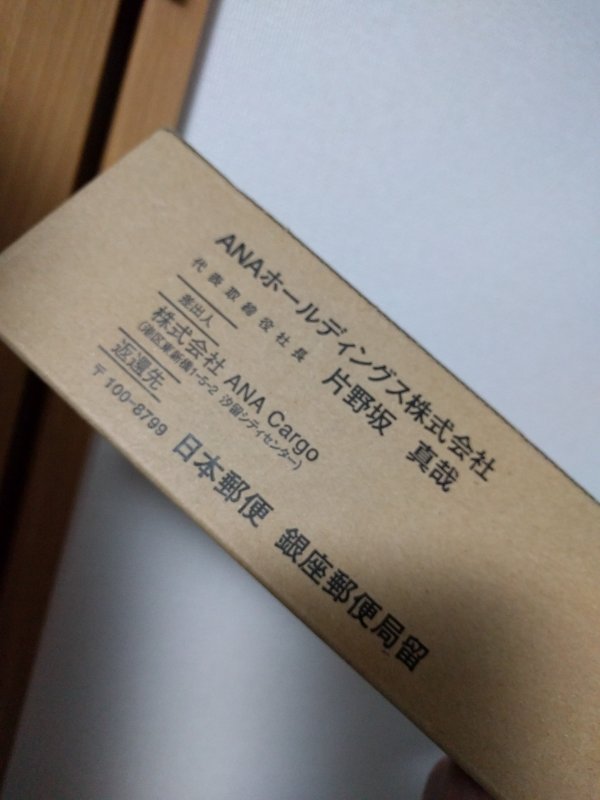 ANAホールディングス株式会社
代表取締役社長 片野坂 真哉
差出人
株式会社 ANA Cargo
(港区東新橋1-5-2 汐留シティセンター)
返還先
〒100-8799 日本郵便 銀座郵便局留